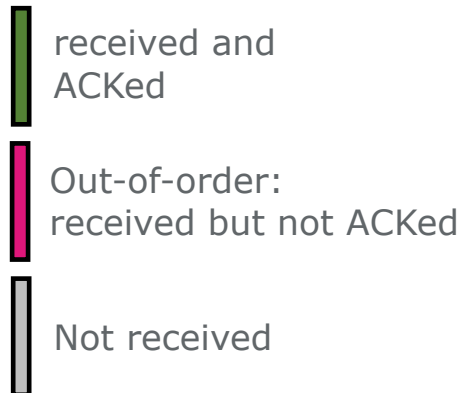 received and
ACKed
Out-of-order:
received but not ACKed
Not received